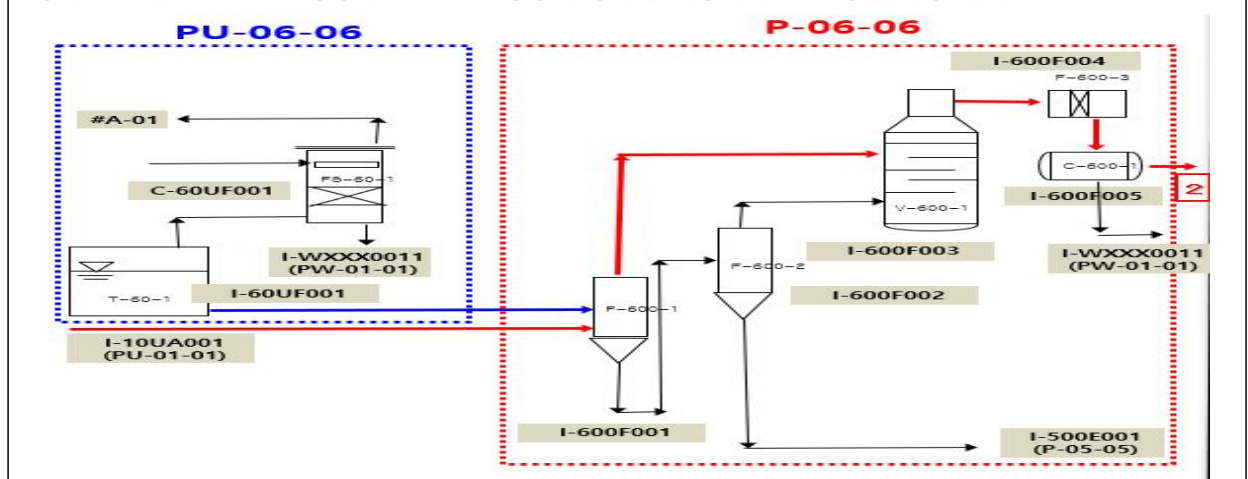 PU-06-06
P-06-06
I-600F004
F-600-3
#A-01
C-60UF001
FS-60-1
C-600-1
2
I-600F005
V-600-1
I-WXXX0011
(PW-01-01)
I-600F003
I-WXXX0011
(PW-01-01)
T-60-1
I-60UF001
F-600-2
I-600F002
F-600-1
I-10UA001
(PU-01-01)
I-600F001
I-500E001
(P-05-05)